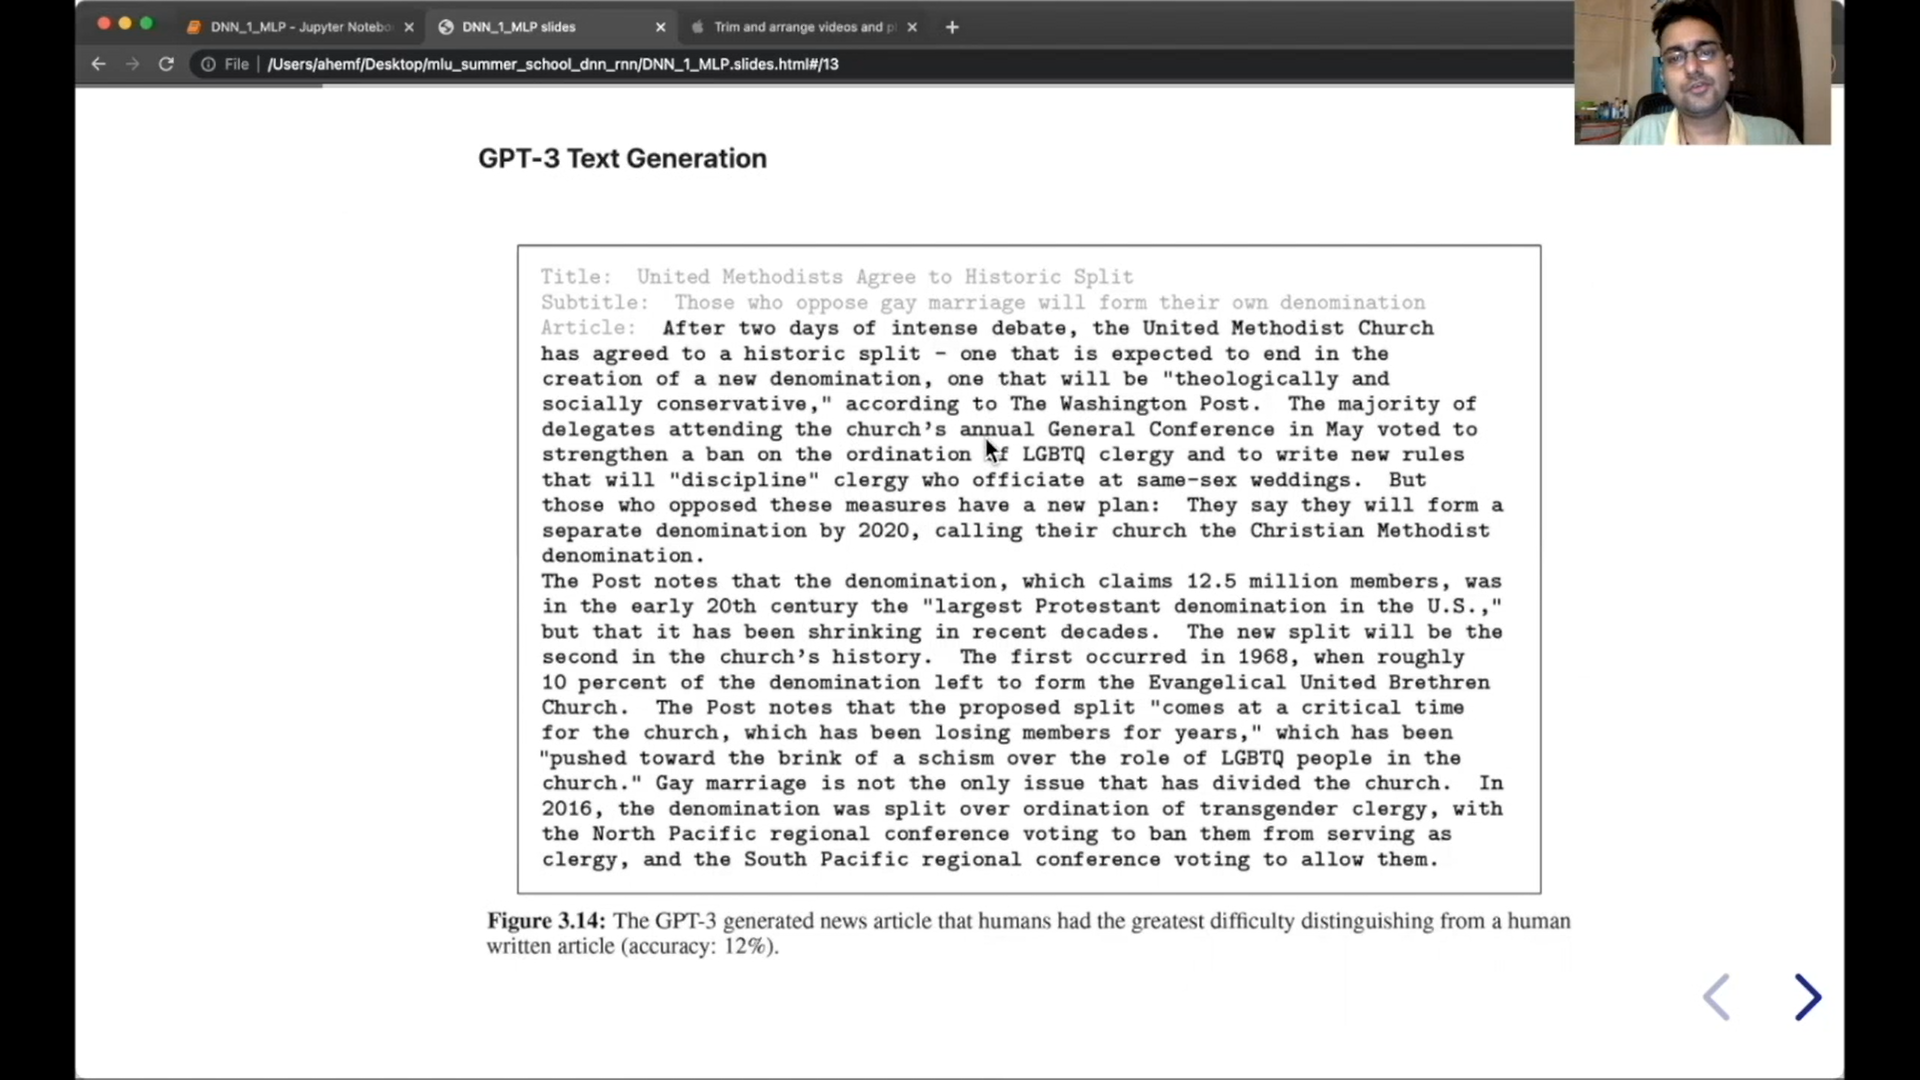 DNN_1_MLP - Jupyter Notebo
DNN_1_MLP slides
Trim and arrange videos and p
File
/Users/ahemf/Desktop/mlu_summer_school_dnn_rnn/DNN_1_MLP.slides.html#/13
GPT-3 Text Generation
Title: United Methodists Agree to Historic Split
Subtitle: Those who oppose gay marriage will form their own denomination
Article: After two days of intense debate, the United Methodist Church
has agreed to a historic split - one that is expected to end in the
creation of a new denomination, one that will be "theologically and
socially conservative," according to The Washington Post. The majority of
delegates attending the church's annual General Conference in May voted to
strengthen a ban on the ordination of LGBTQ clergy and to write new rules
that will "discipline" clergy who officiate at same-sex weddings. But
those who opposed these measures have a new plan: They say they will form a
separate denomination by 2020, calling their church the Christian Methodist
denomination.
The Post notes that the denomination, which claims 12.5 million members, was
in the early 20th century the "largest Protestant denomination in the U.S.,"
but that it has been shrinking in recent decades. The new split will be the
second in the church's history. The first occurred in 1968, when roughly
10 percent of the denomination left to form the Evangelical United Brethren
Church. The Post notes that the proposed split "comes at a critical time
for the church, which has been losing members for years," which has been
"pushed toward the brink of a schism over the role of LGBTQ people in the
church." Gay marriage is not the only issue that has divided the church. In
2016, the denomination was split over ordination of transgender clergy, with
the North Pacific regional conference voting to ban them from serving as
clergy, and the South Pacific regional conference voting to allow them.
Figure 3.14: The GPT-3 generated news article that humans had the greatest difficulty distinguishing from a human
written article (accuracy: 12%).